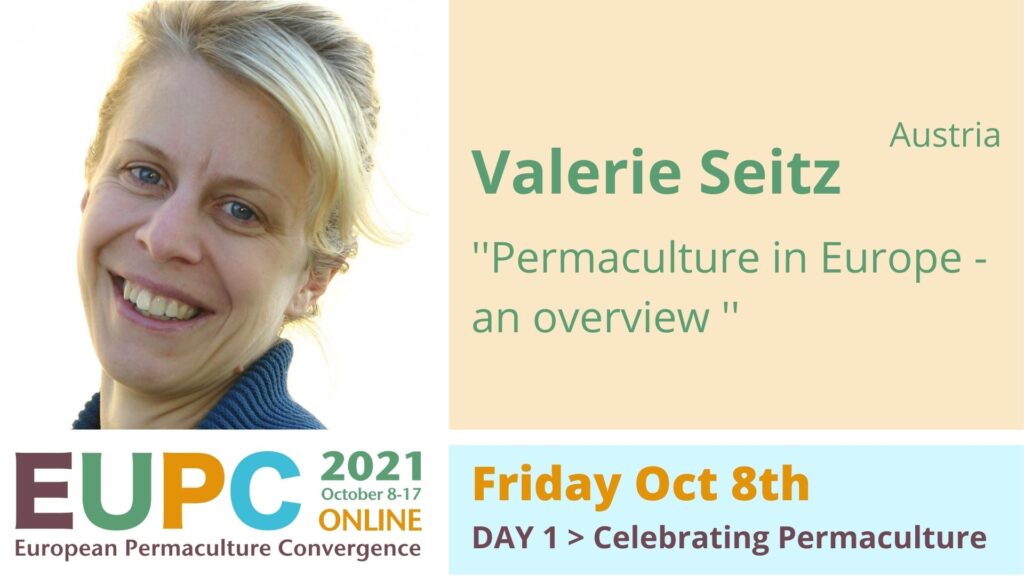 Austria
Valerie Seitz
''Permaculture in Europe -
an overview ''
EUPC
2021
October 8-17
ONLINE
European Permaculture Convergence
Friday Oct 8th
DAY 1 > Celebrating Permaculture